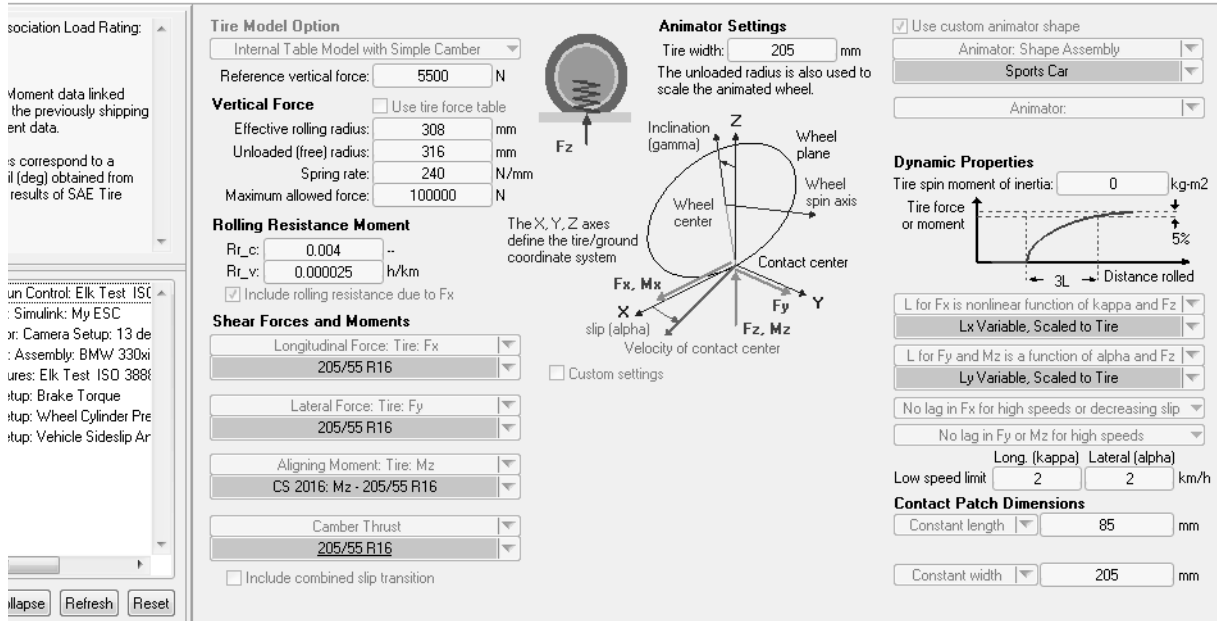 ssociation Load Rating:
Moment data linked
the previously shipping
ent data.
s correspond to a
il (deg) obtained from
results of SAE Tire
un Control: Elk Test ISO
: Simulink: My ESC
or: Camera Setup: 13 de
: Assembly: BMW 330xi
ures: Elk Test ISO 3888
etup: Brake Torque
etup: Wheel Cylinder Pre
etup: Vehicle Sideslip An
ollapse
Refresh
Reset
Tire Model Option
Internal Table Model with Simple Camber
Reference vertical force: 5500 N
Vertical Force
Use tire force table
Effective rolling radius: 308 mm
Unloaded (free) radius: 316 mm
Spring rate: 240 N/mm
Maximum allowed force: 100000 N
Rolling Resistance Moment
Rr_c: 0.004 --
Rr_v: 0.000025 h/km
Include rolling resistance due to Fx
Shear Forces and Moments
Longitudinal Force: Tire: Fx
205/55 R16
Lateral Force: Tire: Fy
205/55 R16
Aligning Moment: Tire: Mz
CS 2016: Mz - 205/55 R16
Camber Thrust
205/55 R16
Include combined slip transition
Fz
Animator Settings
Tire width: 205 mm
The unloaded radius is also used to
scale the animated wheel.
Inclination
(gamma)
Z
Wheel
plane
Wheel
spin axis
Wheel
center
The X, Y, Z axes
define the tire/ground
coordinate system
Contact center
Fx, Mx
X
Fy
Y
slip (alpha)
Fz, Mz
Velocity of contact center
Custom settings
Use custom animator shape
Animator: Shape Assembly
Sports Car
Animator:
Dynamic Properties
Tire spin moment of inertia: 0 kg-m2
Tire force
or moment
5%
3L
Distance rolled
L for Fx is nonlinear function of kappa and Fz
Lx Variable, Scaled to Tire
L for Fy and Mz is a function of alpha and Fz
Ly Variable, Scaled to Tire
No lag in Fx for high speeds or decreasing slip
No lag in Fy or Mz for high speeds
Long. (kappa) Lateral (alpha)
Low speed limit 2 2 km/h
Contact Patch Dimensions
Constant length 85 mm
Constant width 205 mm